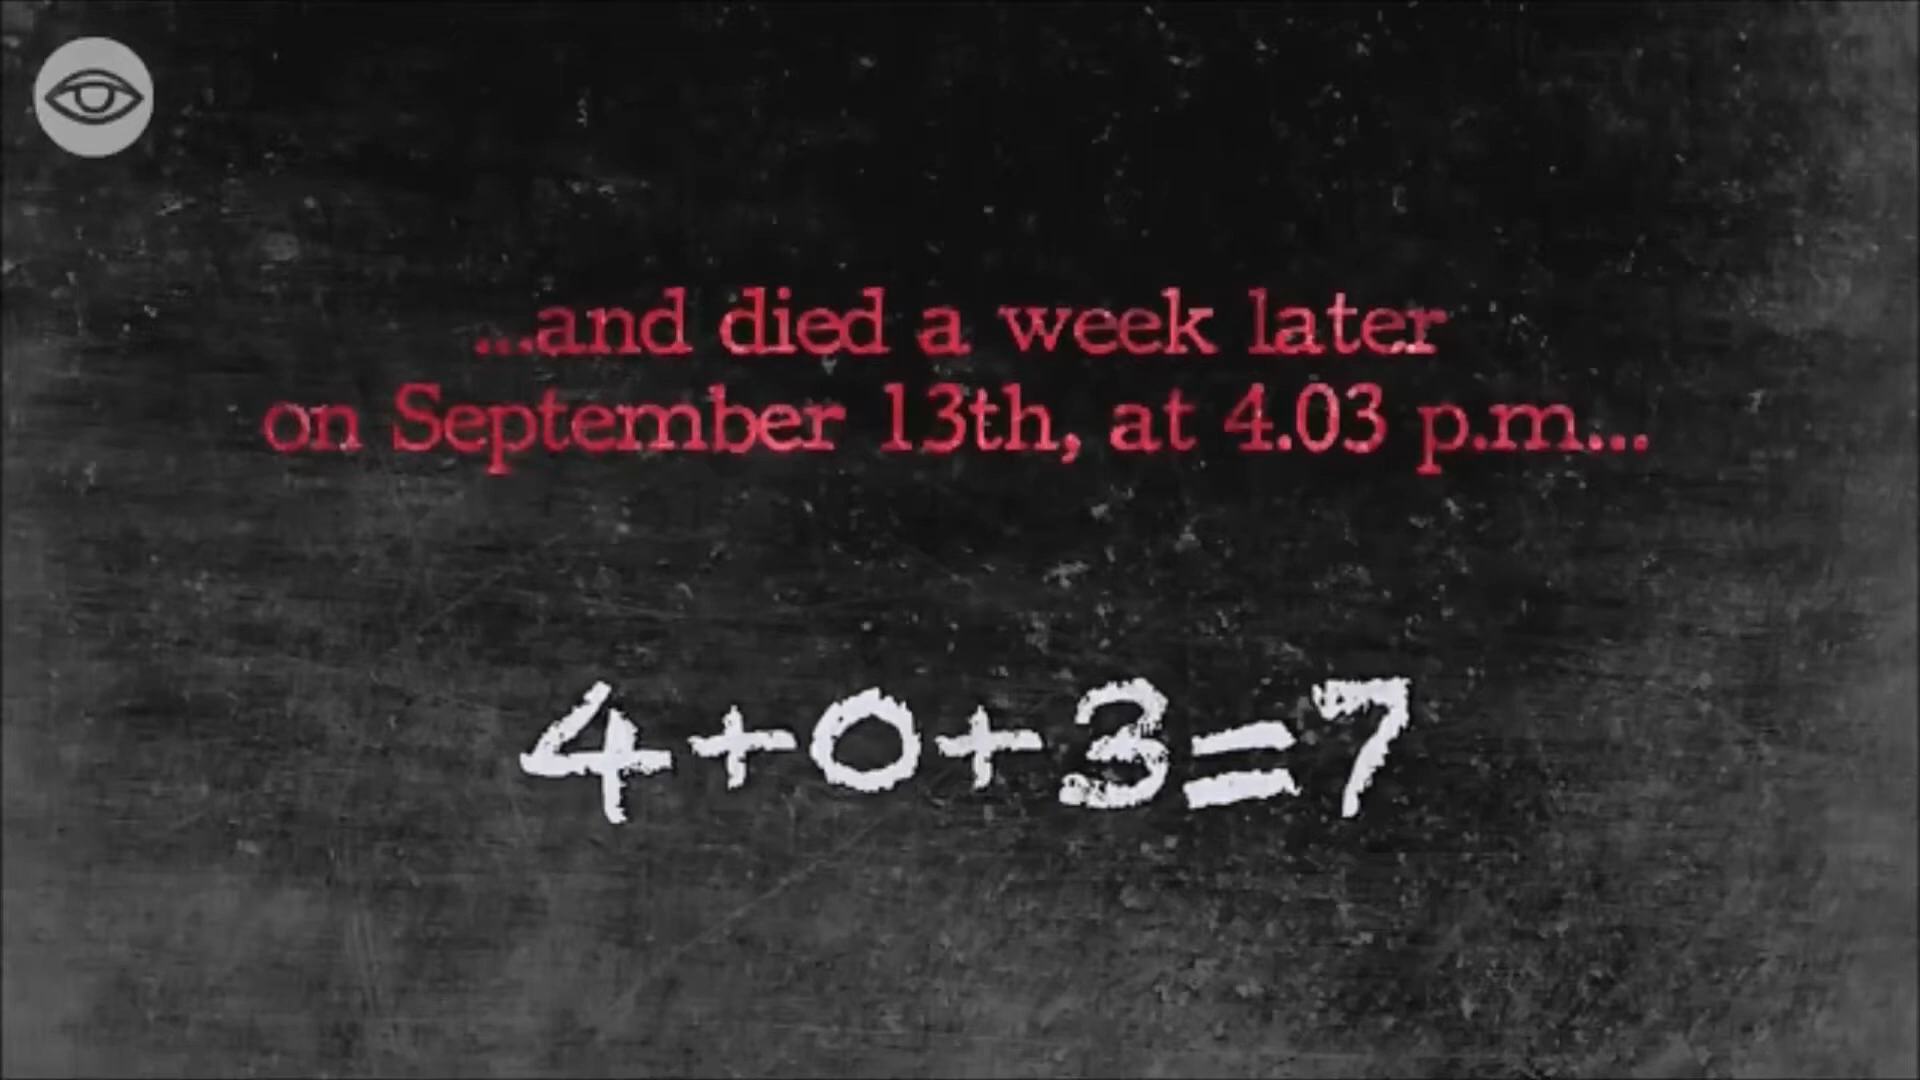 ...and died a week later
on September 13th, at 4.03 p.m...
4+0+3=7